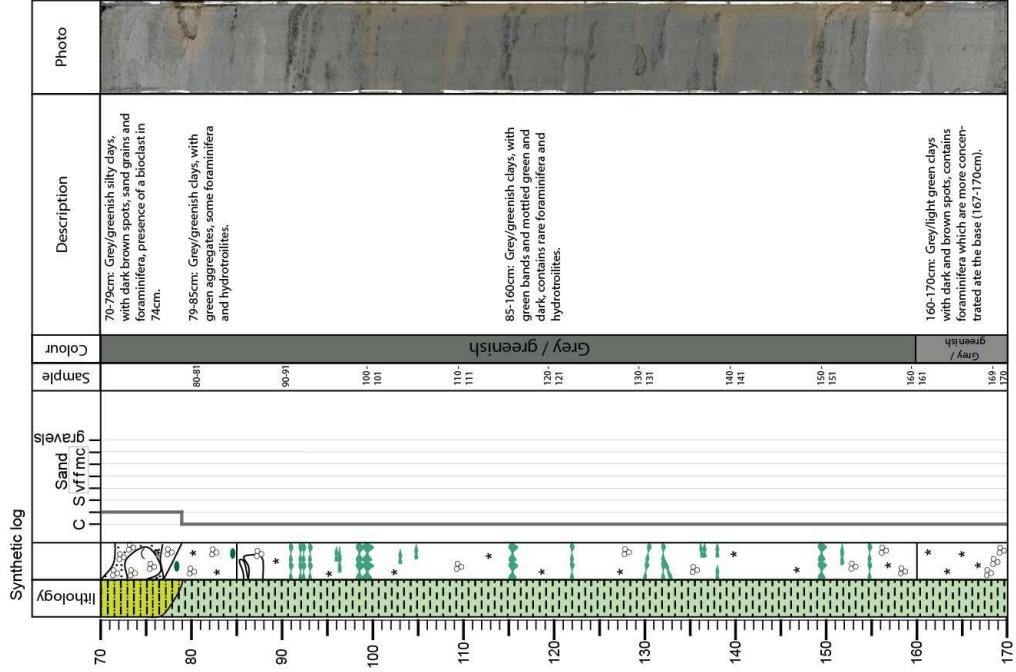 Synthetic log
lithology
C
S
vf f m c
Sand
gravels
Sample
Colour
Description
Photo
70-79cm: Grey/greenish silty clays,
with dark brown spots, sand grains and
foraminifera, presence of a bioclast in
74cm.
79-85cm: Grey/greenish clays, with
green aggregates, some foraminifera
and hydrotroilites.
85-160cm: Grey/greenish clays, with
green bands and mottled green and
dark, contains rare foraminifera and
hydrotroilites.
160-170cm: Grey/light green clays
with dark and brown spots, contains
foraminifera which are more concen-
trated ate the base (167-170cm).
Grey / greenish
Grey /
greenish
80-81
90-91
100-
101
110-
111
120-
121
130-
131
140-
141
150-
151
160-
161
169-
170
70
80
90
100
110
120
130
140
150
160
170